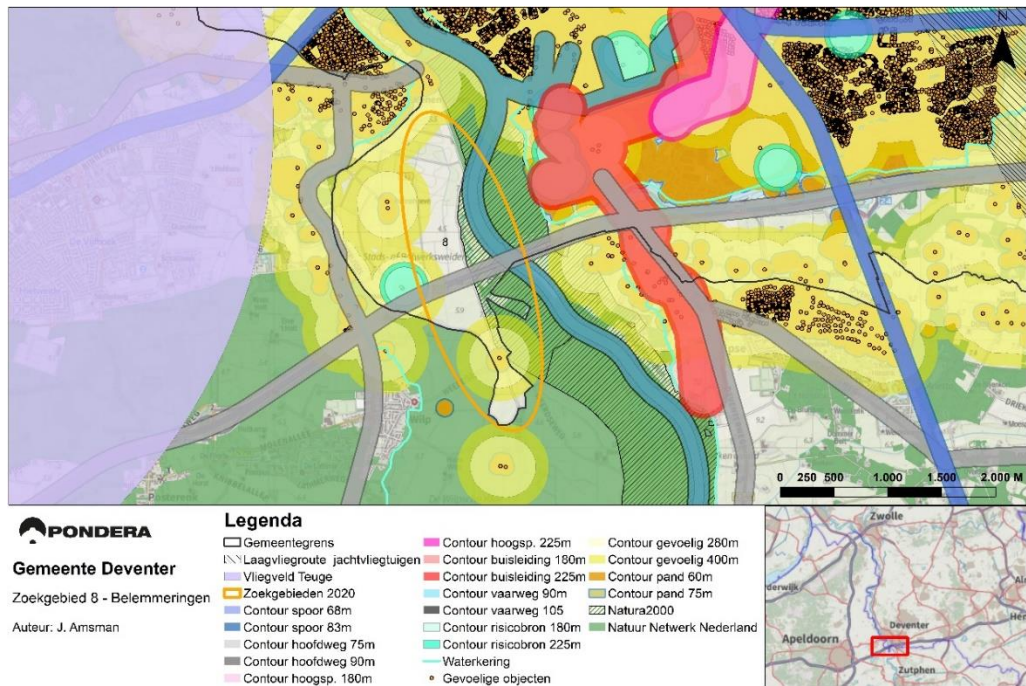 8
N
0 250 500 1.000 1.500 2.000 M
PONDERA
Gemeente Deventer
Zoekgebied 8 - Belemmeringen
Auteur: J. Amsman
Legenda
Gemeentegrens
Laagvliegroute jachtvliegtuigen
Vliegveld Teuge
Zoekgebieden 2020
Contour spoor 68m
Contour spoor 83m
Contour hoofdweg 75m
Contour hoofdweg 90m
Contour hoogsp. 180m
Contour hoogsp. 225m
Contour buisleiding 180m
Contour buisleiding 225m
Contour vaarweg 90m
Contour vaarweg 105
Contour risicobron 180m
Contour risicobron 225m
Waterkering
Gevoelige objecten
Contour gevoelig 280m
Contour gevoelig 400m
Contour pand 60m
Contour pand 75m
Natura2000
Natuur Netwerk Nederland
Zwolle
Deventer
Apeldoorn
Zutphen